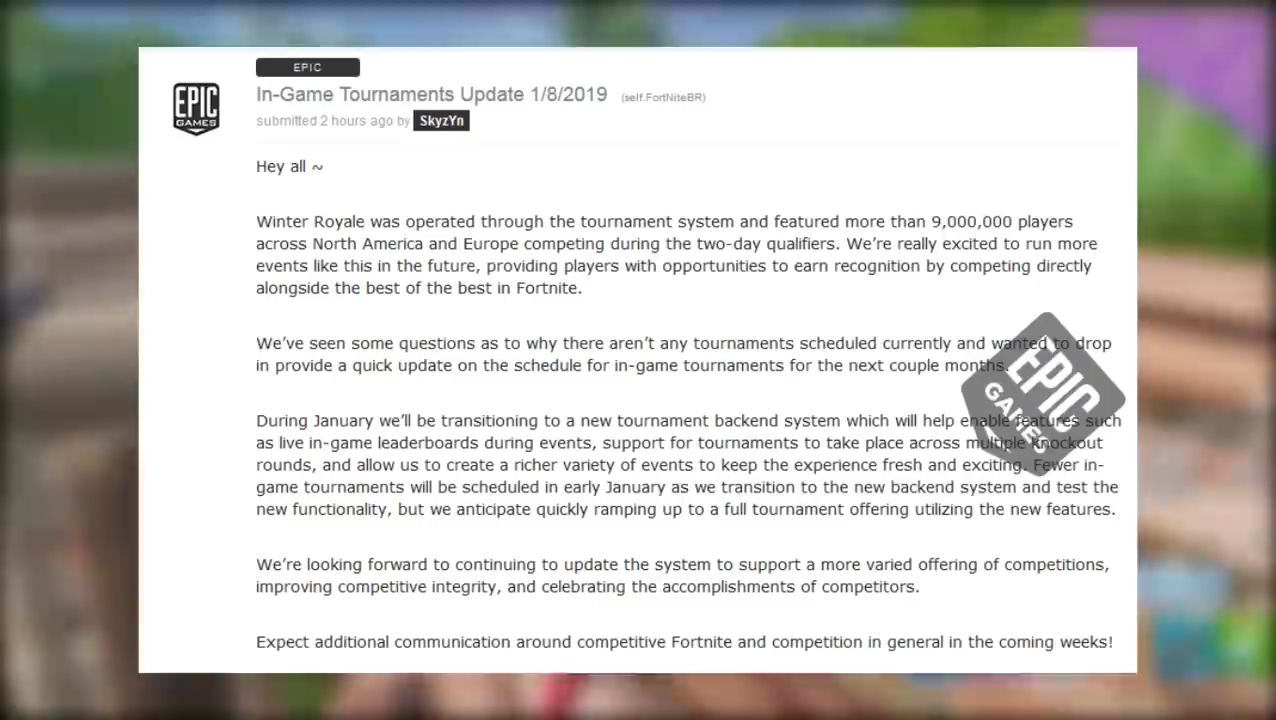 EPIC
EPIC
GAMES
In-Game Tournaments Update 1/8/2019 (self.FortNiteBR)
submitted 2 hours ago by SkyzYn
Hey all ~
Winter Royale was operated through the tournament system and featured more than 9,000,000 players
across North America and Europe competing during the two-day qualifiers. We’re really excited to run more
events like this in the future, providing players with opportunities to earn recognition by competing directly
alongside the best of the best in Fortnite.
We’ve seen some questions as to why there aren’t any tournaments scheduled currently and wanted to drop
in provide a quick update on the schedule for in-game tournaments for the next couple months.
EPIC
GAMES
During January we’ll be transitioning to a new tournament backend system which will help enable features such
as live in-game leaderboards during events, support for tournaments to take place across multiple knockout
rounds, and allow us to create a richer variety of events to keep the experience fresh and exciting. Fewer in-
game tournaments will be scheduled in early January as we transition to the new backend system and test the
new functionality, but we anticipate quickly ramping up to a full tournament offering utilizing the new features.
We’re looking forward to continuing to update the system to support a more varied offering of competitions,
improving competitive integrity, and celebrating the accomplishments of competitors.
Expect additional communication around competitive Fortnite and competition in general in the coming weeks!